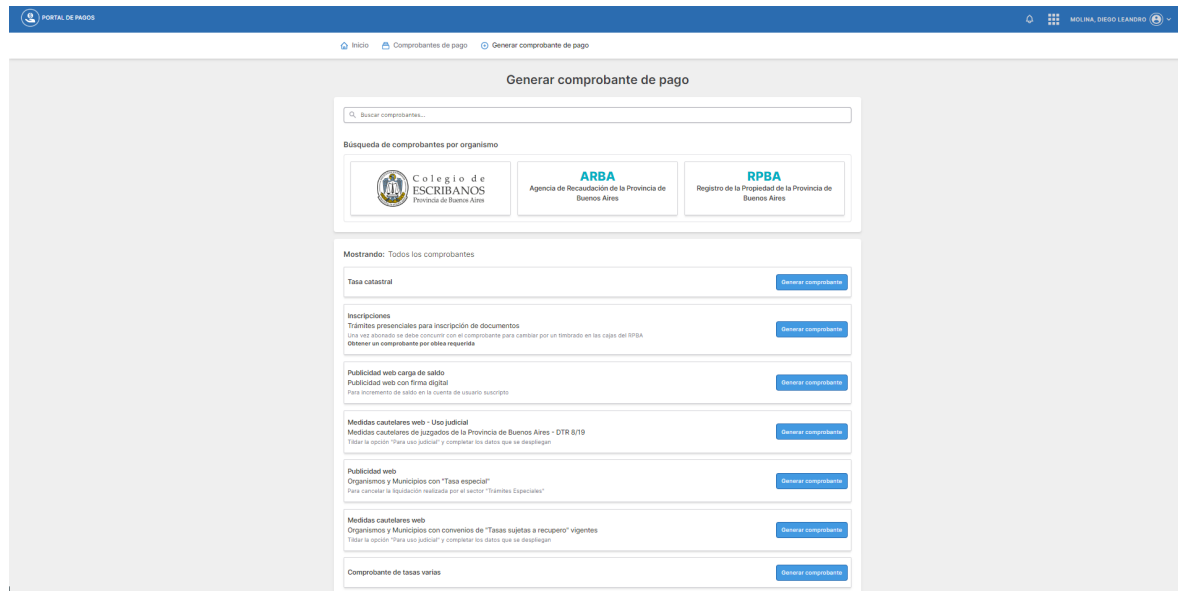 PORTAL DE PAGOS
MOLINA, DIEGO LEANDRO
Inicio
Comprobantes de pago
Generar comprobante de pago
Generar comprobante de pago
Buscar comprobantes...
Búsqueda de comprobantes por organismo
Colegio de
ESCRIBANOS
Provincia de Buenos Aires
ARBA
Agencia de Recaudación de la Provincia de
Buenos Aires
RPBA
Registro de la Propiedad de la Provincia de
Buenos Aires
Mostrando: Todos los comprobantes
Tasa catastral
Generar comprobante
Inscripciones
Trámites presenciales para inscripción de documentos
Una vez abonado se debe concurrir con el comprobante para cambiar por un timbrado en las cajas del RPBA
Obtener un comprobante por oblea requerida
Generar comprobante
Publicidad web carga de saldo
Publicidad web con firma digital
Para incremento de saldo en la cuenta de usuario suscripto
Generar comprobante
Medidas cautelares web - Uso judicial
Medidas cautelares de juzgados de la Provincia de Buenos Aires - DTR 8/19
Tildar la opción "Para uso judicial" y completar los datos que se despliegan
Generar comprobante
Publicidad web
Organismos y Municipios con "Tasa especial"
Para cancelar la liquidación realizada por el sector "Trámites Especiales"
Generar comprobante
Medidas cautelares web
Organismos y Municipios con convenios de "Tasas sujetas a recupero" vigentes
Tildar la opción "Para uso judicial" y completar los datos que se despliegan
Generar comprobante
Comprobante de tasas varias
Generar comprobante